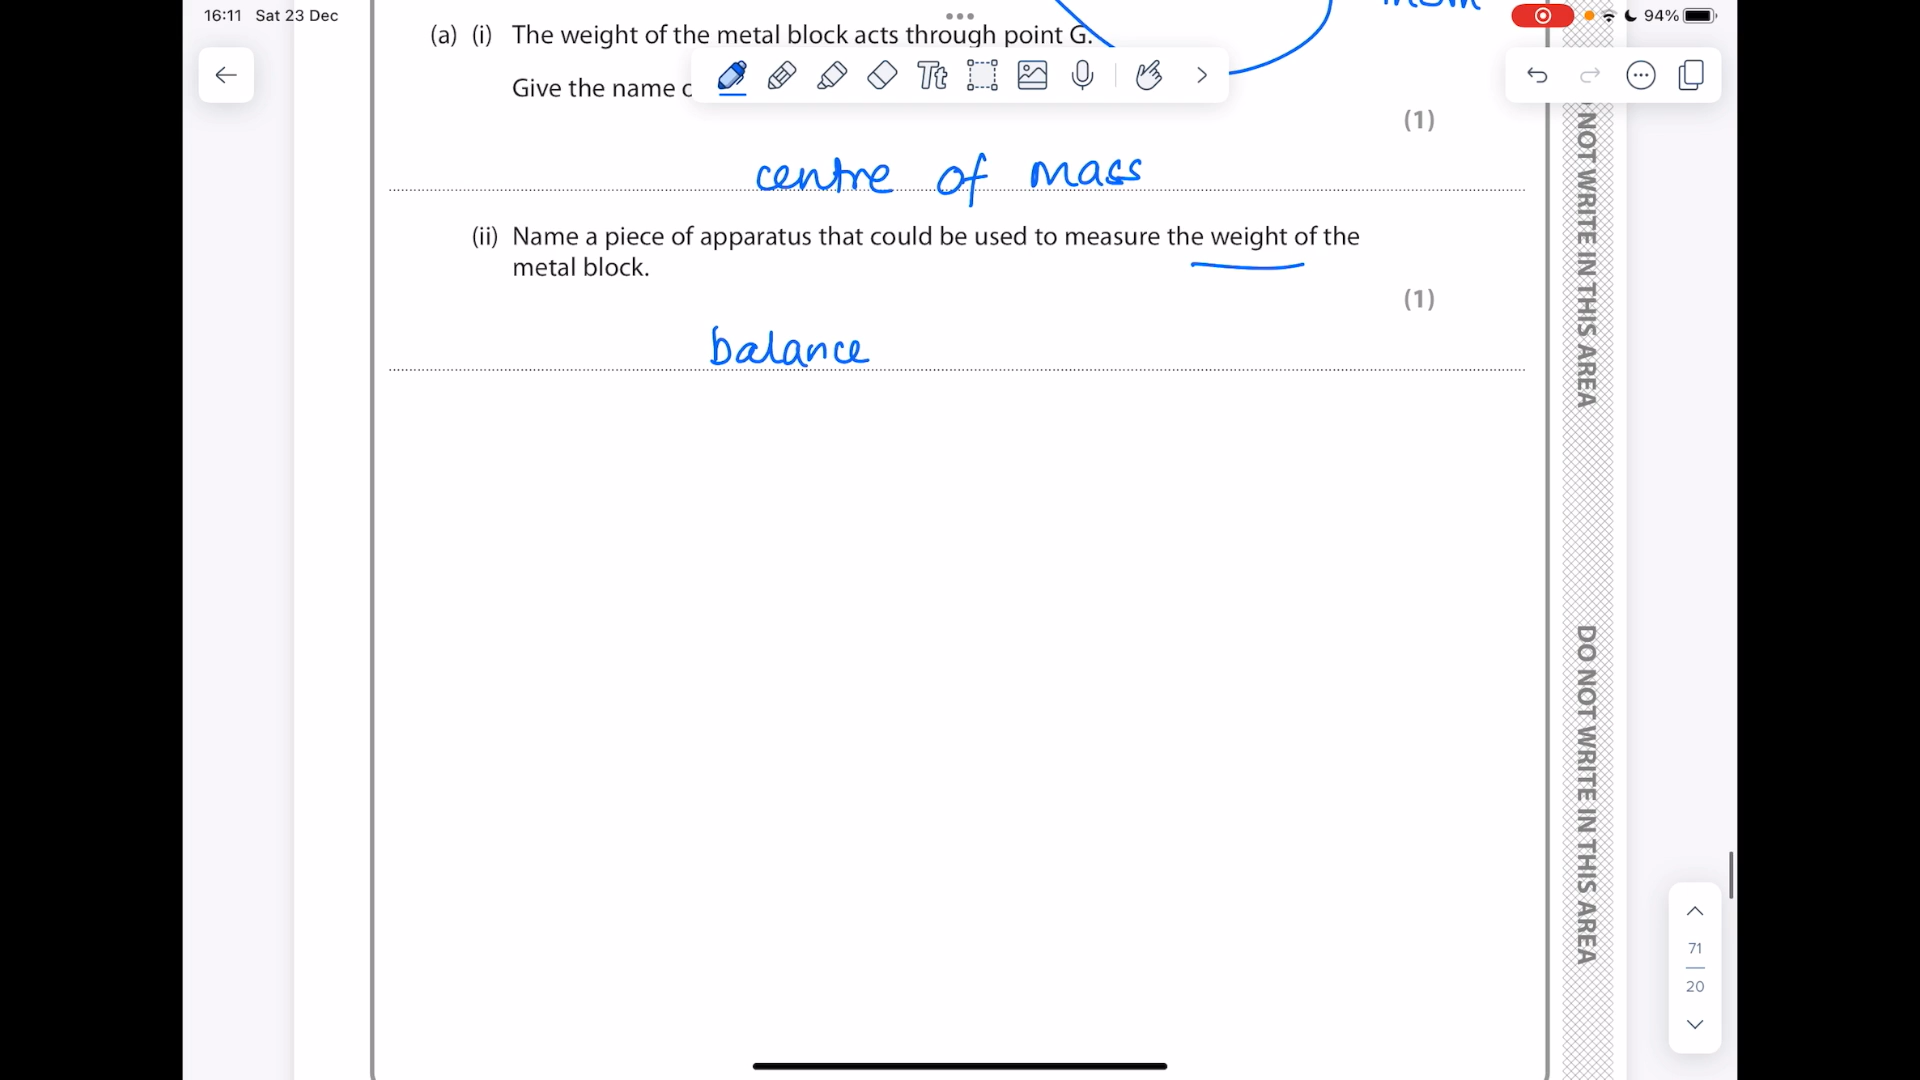 16:11 Sat 23 Dec
94%
(a) (i) The weight of the metal block acts through point G.
Give the name
(1)
centre of mass
(ii) Name a piece of apparatus that could be used to measure the weight of the
metal block.
(1)
balance
NOT WRITE IN THIS AREA
DO NOT WRITE IN THIS AREA
Tt
71
20